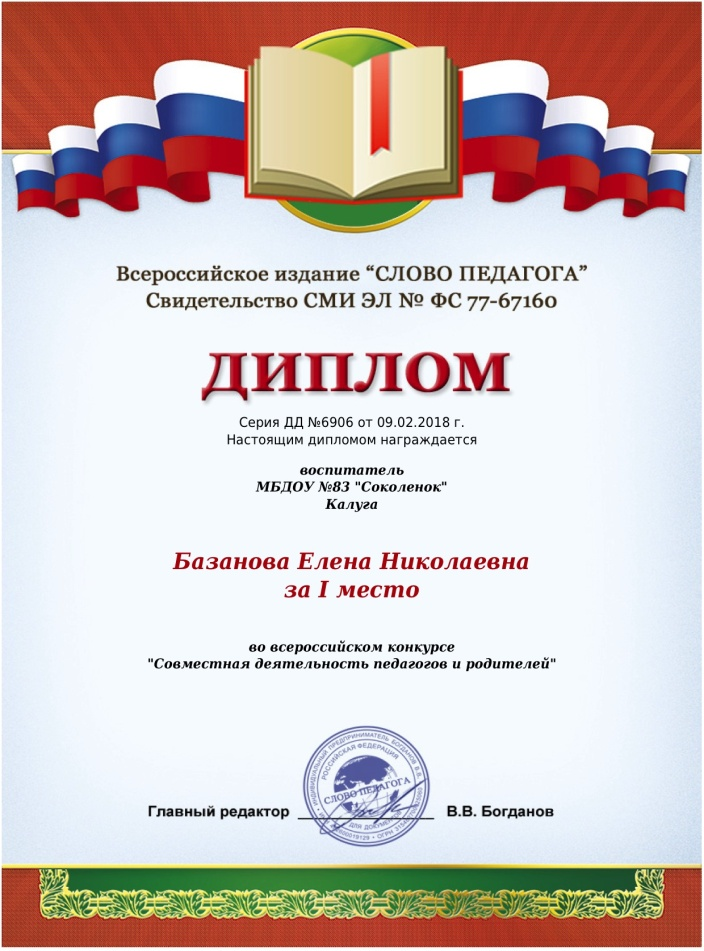 Всероссийское издание “СЛОВО ПЕДАГОГА”
Свидетельство СМИ ЭЛ № ФС 77-67160
ДИПЛОМ
Серия ДД №6906 от 09.02.2018 г.
Настоящим дипломом награждается
воспитатель
МБДОУ №83 "Соколенок"
Калуга
Базанова Елена Николаевна
за I место
во всероссийском конкурсе
"Совместная деятельность педагогов и родителей"
ИНДИВИДУАЛЬНЫЙ ПРЕДПРИНИМАТЕЛЬ БОГДАНОВ В.В.
РОССИЙСКАЯ ФЕДЕРАЦИЯ
СЛОВО ПЕДАГОГА
ДЛЯ ДОКУМЕНТОВ
Главный редактор В.В. Богданов